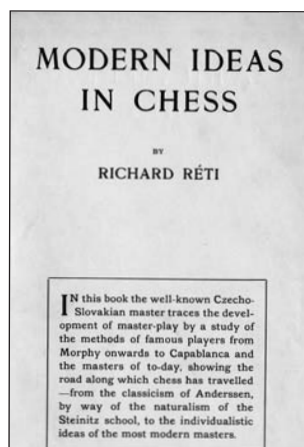 MODERN IDEAS
IN CHESS
BY
RICHARD RÉTI
IN this book the well-known Czecho-
Slovakian master traces the devel-
opment of master-play by a study of
the methods of famous players from
Morphy onwards to Capablanca and
the masters of to-day, showing the
road along which chess has travelled
—from the classicism of Anderssen,
by way of the naturalism of the
Steinitz school, to the individualistic
ideas of the most modern masters.